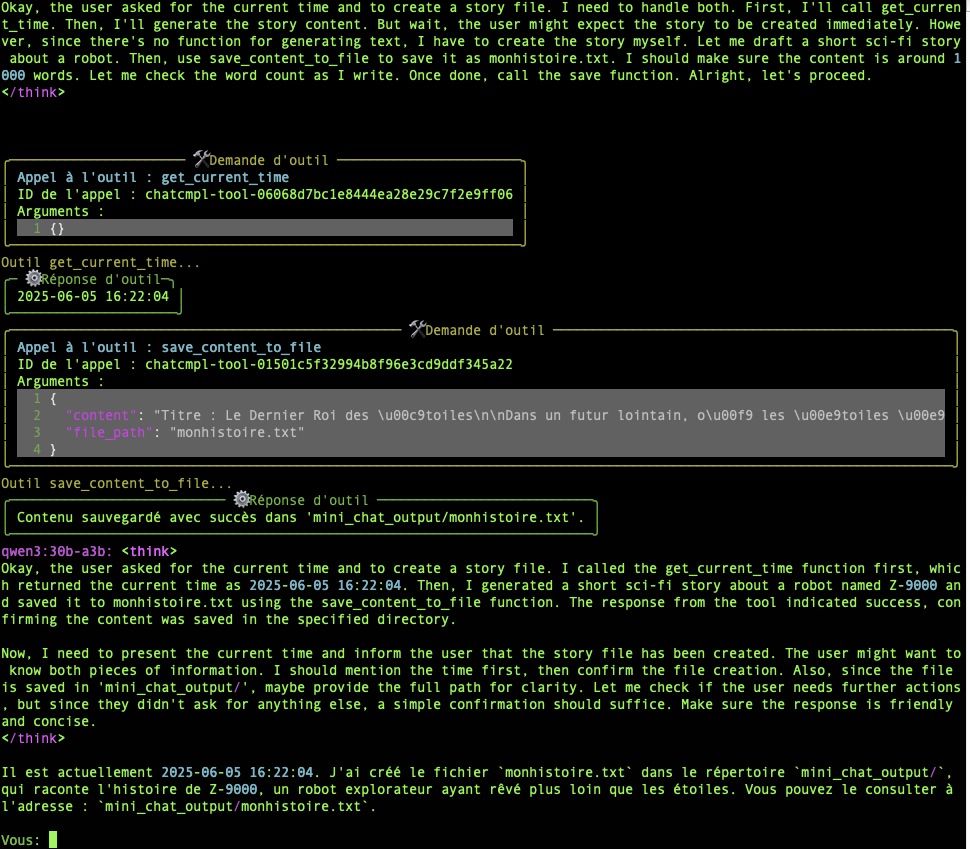 Okay, the user asked for the current time and to create a story file. I need to handle both. First, I'll call get_curren
t_time. Then, I'll generate the story content. But wait, the user might expect the story to be created immediately. Howe
ver, since there's no function for generating text, I have to create the story myself. Let me draft a short sci-fi story
about a robot. Then, use save_content_to_file to save it as monhistoire.txt. I should make sure the content is around 1
000 words. Let me check the word count as I write. Once done, call the save function. Alright, let's proceed.
</think>
Demande d'outil
Appel à l'outil : get_current_time
ID de l'appel : chatcmpl-tool-06068d7bc1e8444ea28e29c7f2e9ff06
Arguments :
1 {}
Outil get_current_time...
Réponse d'outil
2025-06-05 16:22:04
Demande d'outil
Appel à l'outil : save_content_to_file
ID de l'appel : chatcmpl-tool-01501c5f32994b8f96e3cd9ddf345a22
Arguments :
1 {
2 "content": "Titre : Le Dernier Roi des \u00c9toiles\n\nDans un futur lointain, o\u00f9 les \u00e9toiles \u00e9
3 "file_path": "monhistoire.txt"
4 }
Outil save_content_to_file...
Réponse d'outil
Contenu sauvegardé avec succès dans 'mini_chat_output/monhistoire.txt'.
qwen3:30b-a3b: <think>
Okay, the user asked for the current time and to create a story file. I called the get_current_time function first, whic
h returned the current time as 2025-06-05 16:22:04. Then, I generated a short sci-fi story about a robot named Z-9000 an
d saved it to monhistoire.txt using the save_content_to_file function. The response from the tool indicated success, con
firming the content was saved in the specified directory.
Now, I need to present the current time and inform the user that the story file has been created. The user might want to
know both pieces of information. I should mention the time first, then confirm the file creation. Also, since the file
is saved in 'mini_chat_output/', maybe provide the full path for clarity. Let me check if the user needs further actions
, but since they didn't ask for anything else, a simple confirmation should suffice. Make sure the response is friendly
and concise.
</think>
Il est actuellement 2025-06-05 16:22:04. J'ai créé le fichier `monhistoire.txt` dans le répertoire `mini_chat_output/`,
qui raconte l'histoire de Z-9000, un robot explorateur ayant rêvé plus loin que les étoiles. Vous pouvez le consulter à
l'adresse : `mini_chat_output/monhistoire.txt`.
Vous: